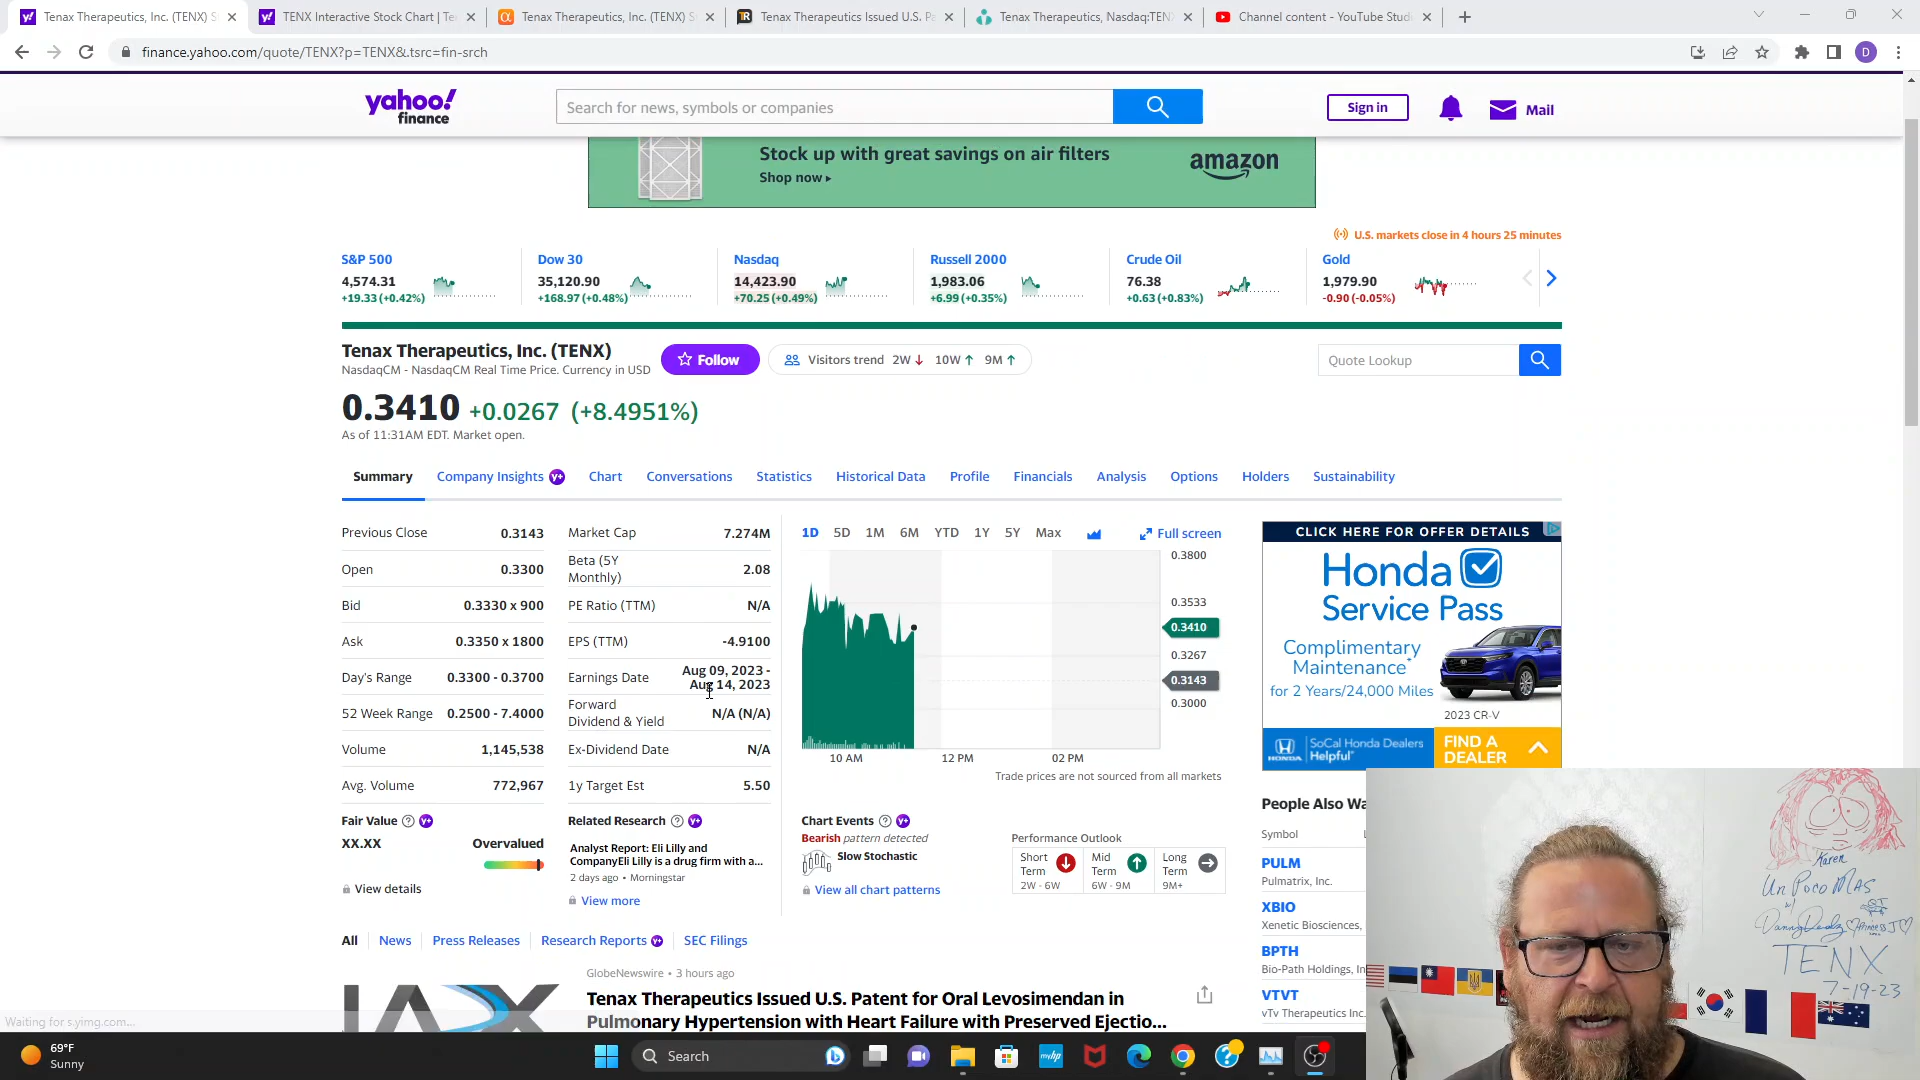 Tenax Therapeutics, Inc. (TENX) S
TENX Interactive Stock Chart | Te
Tenax Therapeutics, Inc. (TENX) S
Tenax Therapeutics Issued U.S. Pa
Tenax Therapeutics, Nasdaq:TEN
Channel content - YouTube Studi
finance.yahoo.com/quote/TENX?p=TENX&.tsrc=fin-srch
D
yahoo!
finance
Search for news, symbols or companies
Sign in
Mail
Stock up with great savings on air filters
Shop now
amazon
U.S. markets close in 4 hours 25 minutes
S&P 500
4,574.31
+19.33 (+0.42%)
Dow 30
35,120.90
+168.97 (+0.48%)
Nasdaq
14,423.90
+70.25 (+0.49%)
Russell 2000
1,983.06
+6.99 (+0.35%)
Crude Oil
76.38
+0.63 (+0.83%)
Gold
1,979.90
-0.90 (-0.05%)
Tenax Therapeutics, Inc. (TENX)
NasdaqCM - NasdaqCM Real Time Price. Currency in USD
Follow
Visitors trend 2W 10W 9M
Quote Lookup
0.3410 +0.0267 (+8.4951%)
As of 11:31AM EDT. Market open.
Summary Company Insights Y+ Chart Conversations Statistics Historical Data Profile Financials Analysis Options Holders Sustainability
Previous Close 0.3143
Open 0.3300
Bid 0.3330 x 900
Ask 0.3350 x 1800
Day's Range 0.3300 - 0.3700
52 Week Range 0.2500 - 7.4000
Volume 1,145,538
Avg. Volume 772,967
Market Cap 7.274M
Beta (5Y Monthly) 2.08
PE Ratio (TTM) N/A
EPS (TTM) -4.9100
Earnings Date Aug 09, 2023 -
Aug 14, 2023
Forward
Dividend & Yield N/A (N/A)
Ex-Dividend Date N/A
1y Target Est 5.50
1D 5D 1M 6M YTD 1Y 5Y Max
Full screen
0.3800
0.3533
0.3410
0.3267
0.3143
0.3000
10 AM 12 PM 02 PM
Trade prices are not sourced from all markets
CLICK HERE FOR OFFER DETAILS
Honda
Service Pass
Complimentary
Maintenance*
for 2 Years/24,000 Miles
2023 CR-V
HONDA
SoCal Honda Dealers
Helpful
FIND A
DEALER
Fair Value
XX.XX Overvalued
View details
Related Research
Analyst Report: Eli Lilly and
CompanyEli Lilly is a drug firm with a...
2 days ago • Morningstar
View more
Chart Events
Bearish pattern detected
Slow Stochastic
View all chart patterns
Performance Outlook
Short
Term
2W - 6W
Mid
Term
6W - 9M
Long
Term
9M+
People Also Wa
Symbol
PULM
Pulmatrix, Inc.
XBIO
Xenetic Biosciences,
BPTH
Bio-Path Holdings, In
VTVT
vTv Therapeutics Inc.
All News Press Releases Research Reports SEC Filings
GlobeNewswire • 3 hours ago
Tenax Therapeutics Issued U.S. Patent for Oral Levosimendan in
Pulmonary Hypertension with Heart Failure with Preserved Ejectio...
Waiting for s.yimg.com...
Karen
Un Poco Mas
w/
DannyDealz Princess J
TENX
7-19-23
69°F
Sunny
Search